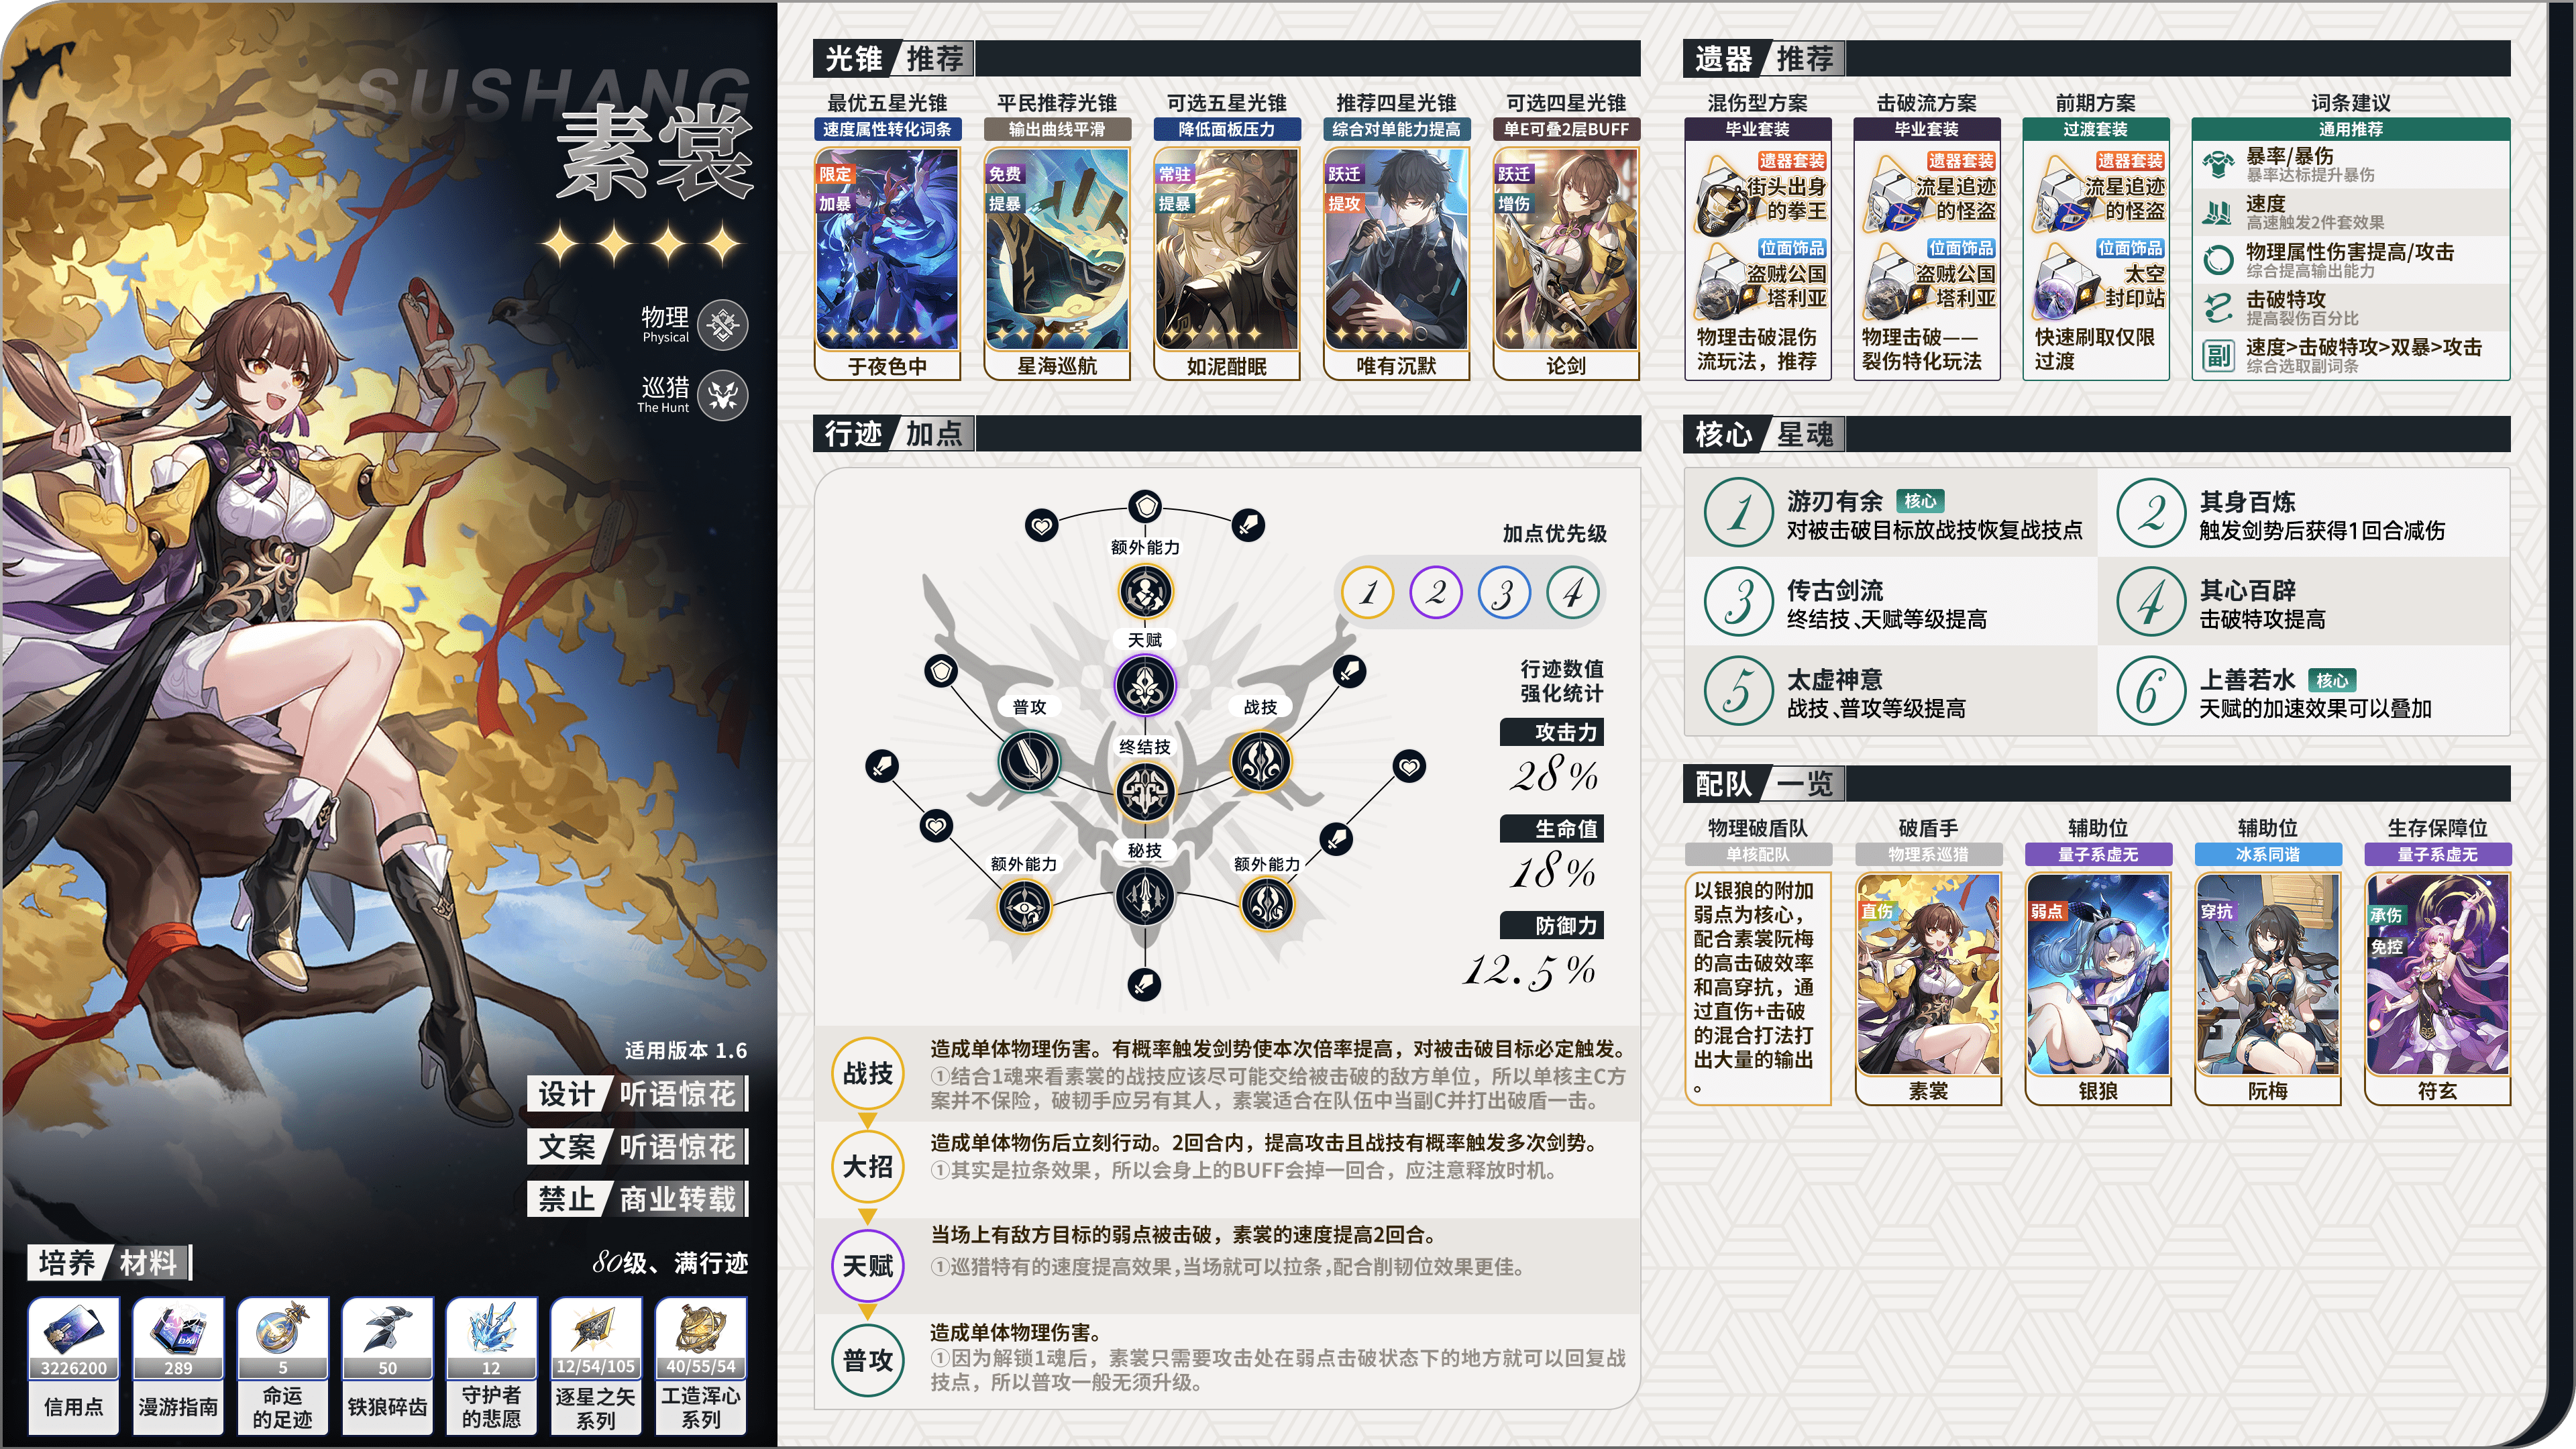 SUSHANG
素裳
物理
Physical
巡猎
The Hunt
适用版本 1.6
设计 听语惊花
文案 听语惊花
禁止 商业转载
培养 材料
80级、满行迹
3226200
信用点
289
漫游指南
5
命运
的足迹
50
铁狼碎齿
12
守护者
的悲愿
12/54/105
逐星之矢
系列
40/55/54
工造浑心
系列
光锥 推荐
最优五星光锥
速度属性转化词条
限定
加暴
于夜色中
平民推荐光锥
输出曲线平滑
免费
提暴
星海巡航
可选五星光锥
降低面板压力
常驻
提暴
如泥酣眠
推荐四星光锥
综合对单能力提高
跃迁
提攻
唯有沉默
可选四星光锥
单E可叠2层BUFF
跃迁
增伤
论剑
行迹 加点
额外能力
天赋
普攻
战技
终结技
秘技
额外能力
额外能力
加点优先级
1 2 3 4
行迹数值
强化统计
攻击力
28%
生命值
18%
防御力
12.5%
战技
造成单体物理伤害。有概率触发剑势使本次倍率提高，对被击破目标必定触发。
①结合1魂来看素裳的战技应该尽可能交给被击破的敌方单位，所以单核主C方
案并不保险，破韧手应另有其人，素裳适合在队伍中当副C并打出破盾一击。
大招
造成单体物伤后立刻行动。2回合内，提高攻击且战技有概率触发多次剑势。
①其实是拉条效果，所以会身上的BUFF会掉一回合，应注意释放时机。
天赋
当场上有敌方目标的弱点被击破，素裳的速度提高2回合。
①巡猎特有的速度提高效果,当场就可以拉条,配合削韧位效果更佳。
普攻
造成单体物理伤害。
①因为解锁1魂后，素裳只需要攻击处在弱点击破状态下的地方就可以回复战
技点，所以普攻一般无须升级。
遗器 推荐
混伤型方案
毕业套装
遗器套装
街头出身
的拳王
位面饰品
盗贼公国
塔利亚
物理击破混伤
流玩法，推荐
击破流方案
毕业套装
遗器套装
流星追迹
的怪盗
位面饰品
盗贼公国
塔利亚
物理击破——
裂伤特化玩法
前期方案
过渡套装
遗器套装
流星追迹
的怪盗
位面饰品
太空
封印站
快速刷取仅限
过渡
词条建议
通用推荐
暴率/暴伤
暴率达标提升暴伤
速度
高速触发2件套效果
物理属性伤害提高/攻击
综合提高输出能力
击破特攻
提高裂伤百分比
副
速度>击破特攻>双暴>攻击
综合选取副词条
核心 星魂
1
游刃有余 核心
对被击破目标放战技恢复战技点
2
其身百炼
触发剑势后获得1回合减伤
3
传古剑流
终结技、天赋等级提高
4
其心百辟
击破特攻提高
5
太虚神意
战技、普攻等级提高
6
上善若水 核心
天赋的加速效果可以叠加
配队 一览
物理破盾队
单核配队
以银狼的附加
弱点为核心，
配合素裳阮梅
的高击破效率
和高穿抗，通
过直伤+击破
的混合打法打
出大量的输出
。
破盾手
物理系巡猎
直伤
素裳
辅助位
量子系虚无
弱点
银狼
辅助位
冰系同谐
穿抗
阮梅
生存保障位
量子系虚无
承伤
免控
符玄